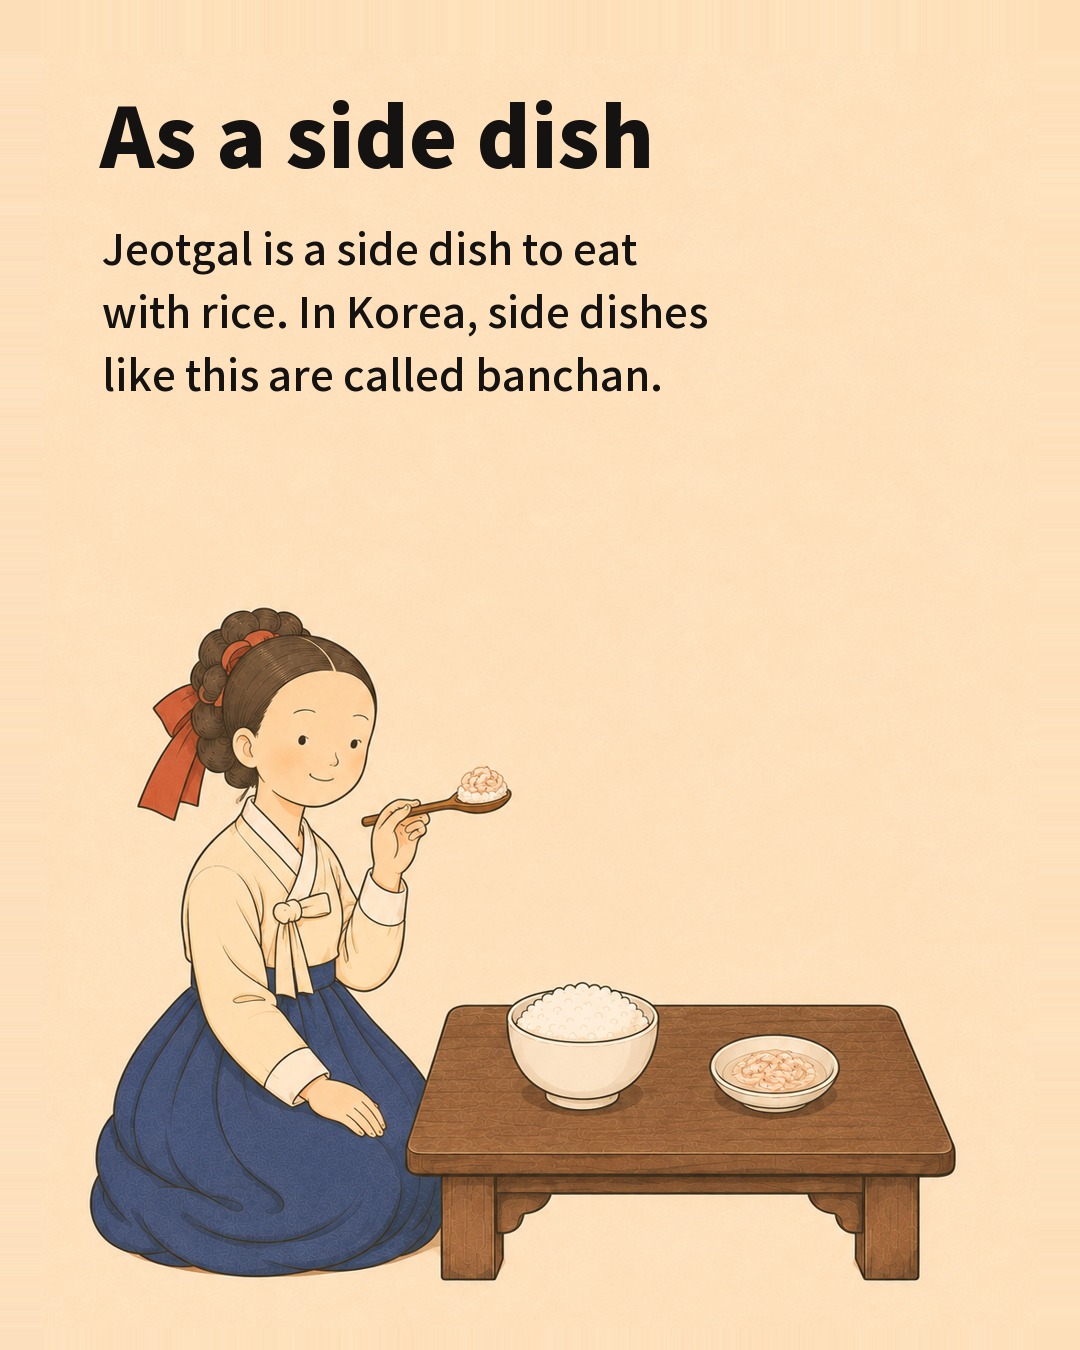 As a side dish
Jeotgal is a side dish to eat
with rice. In Korea, side dishes
like this are called banchan.